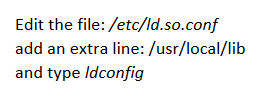 Edit the file: /etc/ld.so.conf
add an extra line: /usr/local/lib
and type ldconfig